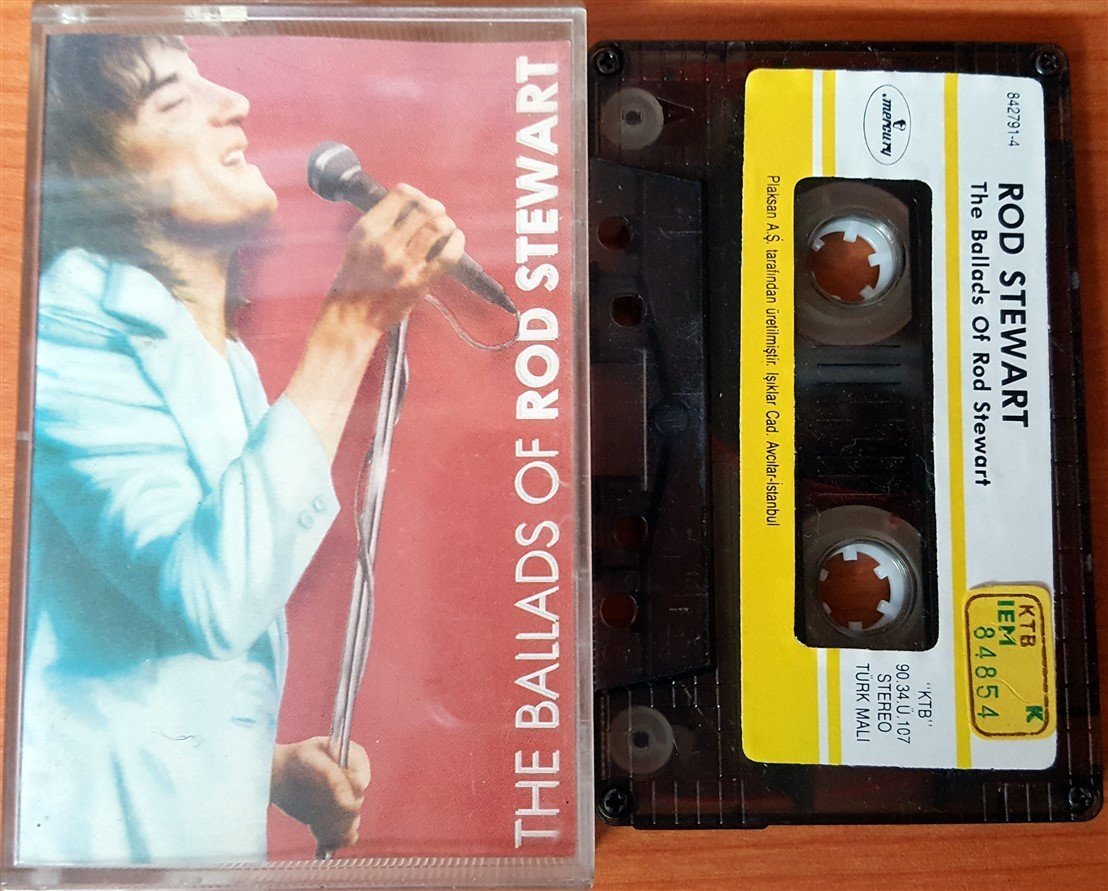 THE BALLADS OF ROD STEWART
842791-4
mercury
ROD STEWART
The Ballads Of Rod Stewart
Plaksan A.Ş. tarafından üretilmiştir. Işıklar Cad. Avcılar-İstanbul
"KTB"
90.34.Ü.107
STEREO
TÜRK MALI
KTB K
IEM
84854